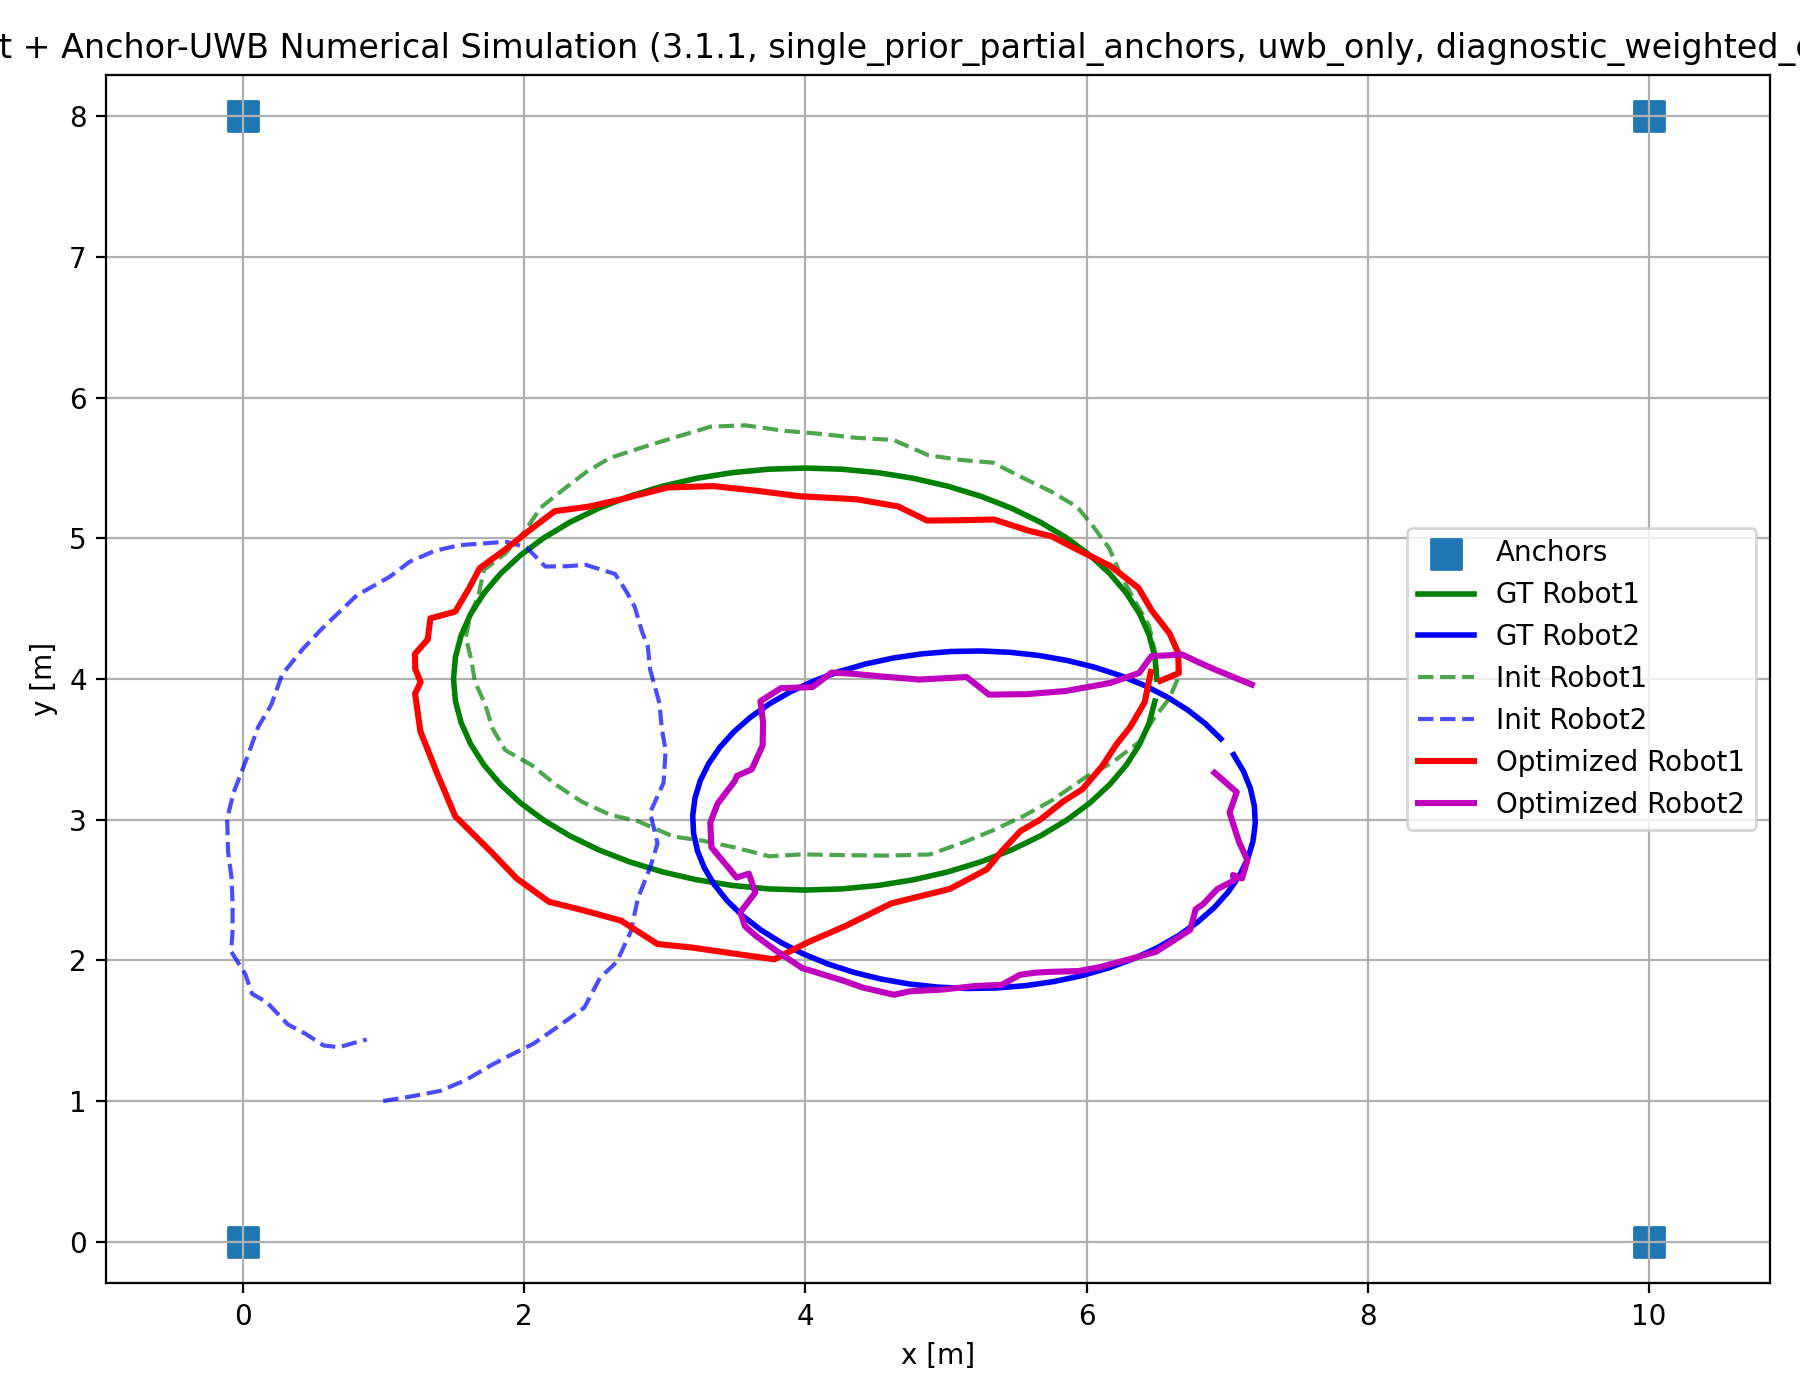 t + Anchor-UWB Numerical Simulation (3.1.1, single_prior_partial_anchors, uwb_only, diagnostic_weighted_
8
7
6
5
4
3
2
1
0
y [m]
Anchors
GT Robot1
GT Robot2
Init Robot1
Init Robot2
Optimized Robot1
Optimized Robot2
0
2
4
6
8
10
x [m]